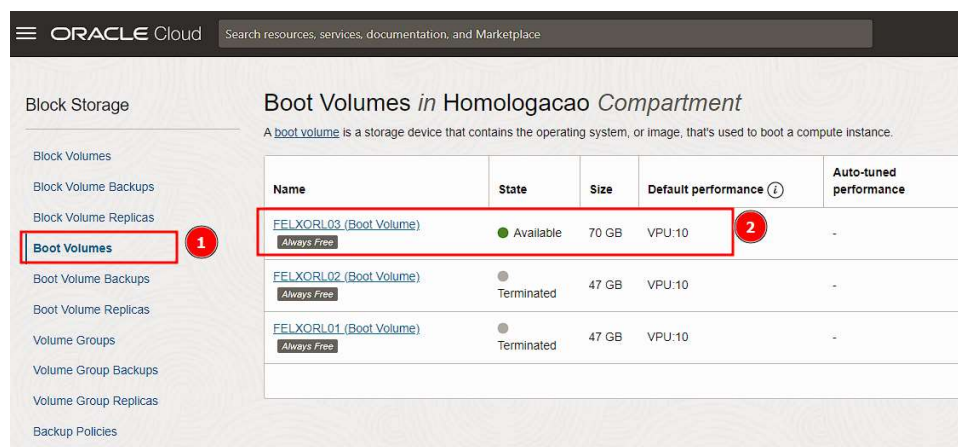 ORACLE Cloud
Search resources, services, documentation, and Marketplace
Block Storage
Block Volumes
Block Volume Backups
Block Volume Replicas
Boot Volumes
1
Boot Volume Backups
Boot Volume Replicas
Volume Groups
Volume Group Backups
Volume Group Replicas
Backup Policies
Boot Volumes in Homologacao Compartment
A boot volume is a storage device that contains the operating system, or image, that's used to boot a compute instance.
Name State Size Default performance i Auto-tuned performance
FELXORL03 (Boot Volume) Available 70 GB VPU:10 2 -
Always Free
FELXORL02 (Boot Volume) Terminated 47 GB VPU:10 -
Always Free
FELXORL01 (Boot Volume) Terminated 47 GB VPU:10 -
Always Free